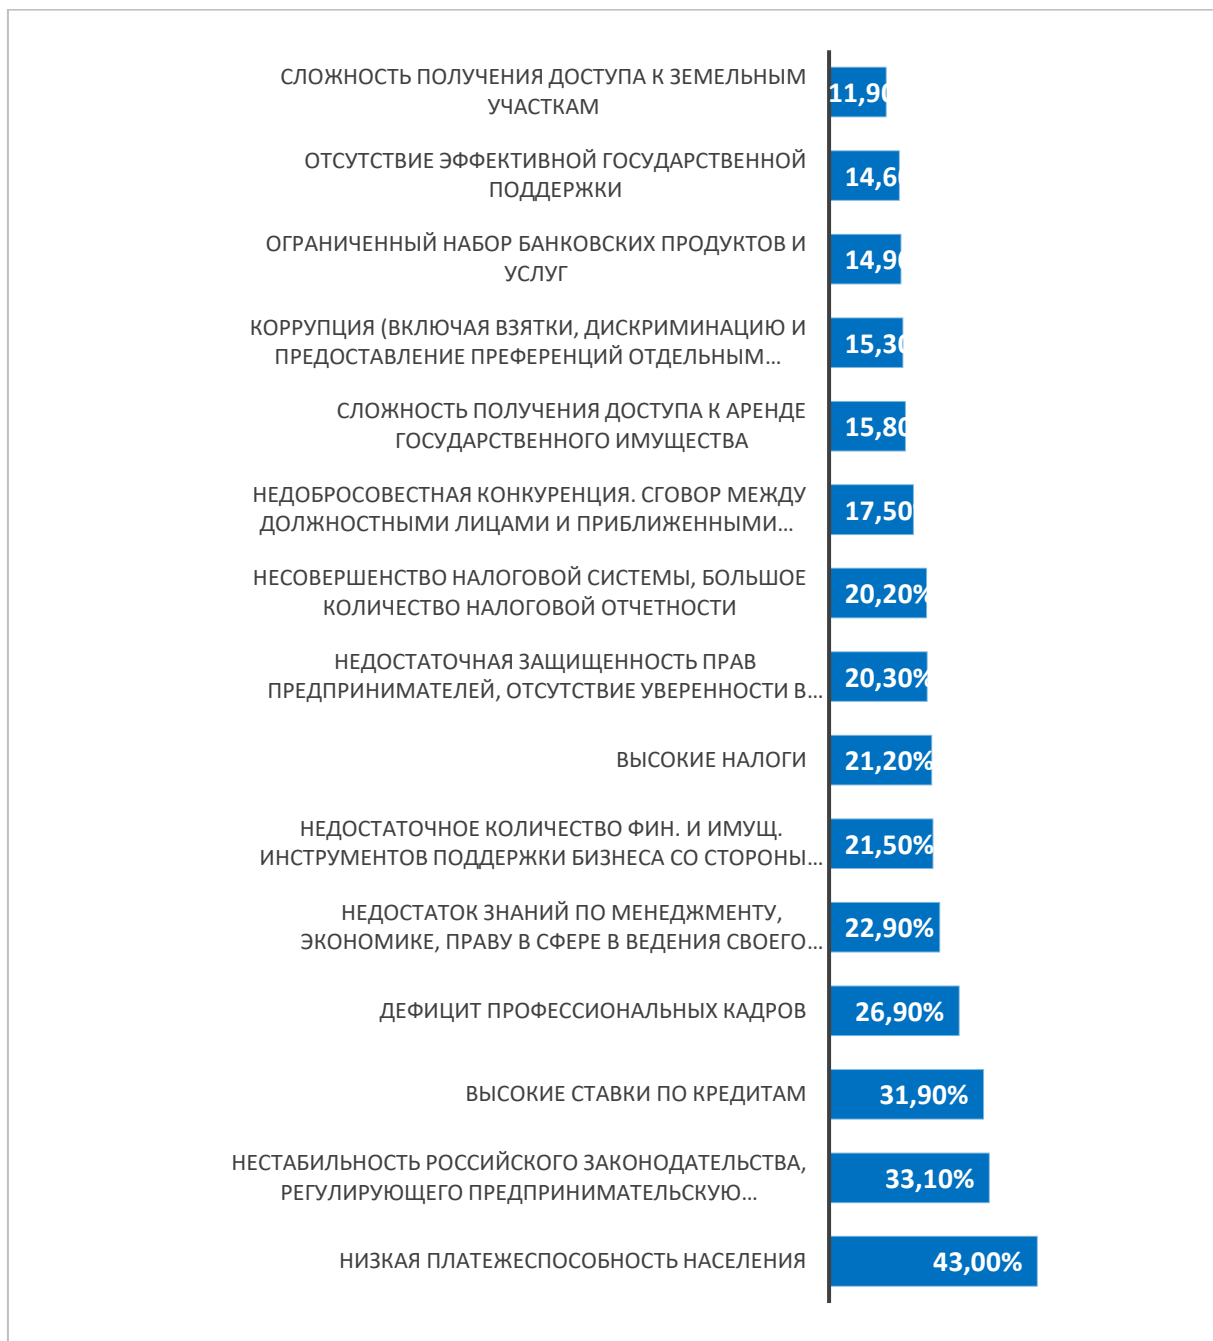 СЛОЖНОСТЬ ПОЛУЧЕНИЯ ДОСТУПА К ЗЕМЕЛЬНЫМ
УЧАСТКАМ
11,90
ОТСУТСТВИЕ ЭФФЕКТИВНОЙ ГОСУДАРСТВЕННОЙ
ПОДДЕРЖКИ
14,60
ОГРАНИЧЕННЫЙ НАБОР БАНКОВСКИХ ПРОДУКТОВ И
УСЛУГ
14,90
КОРРУПЦИЯ (ВКЛЮЧАЯ ВЗЯТКИ, ДИСКРИМИНАЦИЮ И
ПРЕДОСТАВЛЕНИЕ ПРЕФЕРЕНЦИЙ ОТДЕЛЬНЫМ…
15,30
СЛОЖНОСТЬ ПОЛУЧЕНИЯ ДОСТУПА К АРЕНДЕ
ГОСУДАРСТВЕННОГО ИМУЩЕСТВА
15,80
НЕДОБРОСОВЕСТНАЯ КОНКУРЕНЦИЯ. СГОВОР МЕЖДУ
ДОЛЖНОСТНЫМИ ЛИЦАМИ И ПРИБЛИЖЕННЫМИ…
17,50
НЕСОВЕРШЕНСТВО НАЛОГОВОЙ СИСТЕМЫ, БОЛЬШОЕ
КОЛИЧЕСТВО НАЛОГОВОЙ ОТЧЕТНОСТИ
20,20%
НЕДОСТАТОЧНАЯ ЗАЩИЩЕННОСТЬ ПРАВ
ПРЕДПРИНИМАТЕЛЕЙ, ОТСУТСТВИЕ УВЕРЕННОСТИ В…
20,30%
ВЫСОКИЕ НАЛОГИ
21,20%
НЕДОСТАТОЧНОЕ КОЛИЧЕСТВО ФИН. И ИМУЩ.
ИНСТРУМЕНТОВ ПОДДЕРЖКИ БИЗНЕСА СО СТОРОНЫ…
21,50%
НЕДОСТАТОК ЗНАНИЙ ПО МЕНЕДЖМЕНТУ,
ЭКОНОМИКЕ, ПРАВУ В СФЕРЕ В ВЕДЕНИЯ СВОЕГО…
22,90%
ДЕФИЦИТ ПРОФЕССИОНАЛЬНЫХ КАДРОВ
26,90%
ВЫСОКИЕ СТАВКИ ПО КРЕДИТАМ
31,90%
НЕСТАБИЛЬНОСТЬ РОССИЙСКОГО ЗАКОНОДАТЕЛЬСТВА,
РЕГУЛИРУЮЩЕГО ПРЕДПРИНИМАТЕЛЬСКУЮ…
33,10%
НИЗКАЯ ПЛАТЕЖЕСПОСОБНОСТЬ НАСЕЛЕНИЯ
43,00%